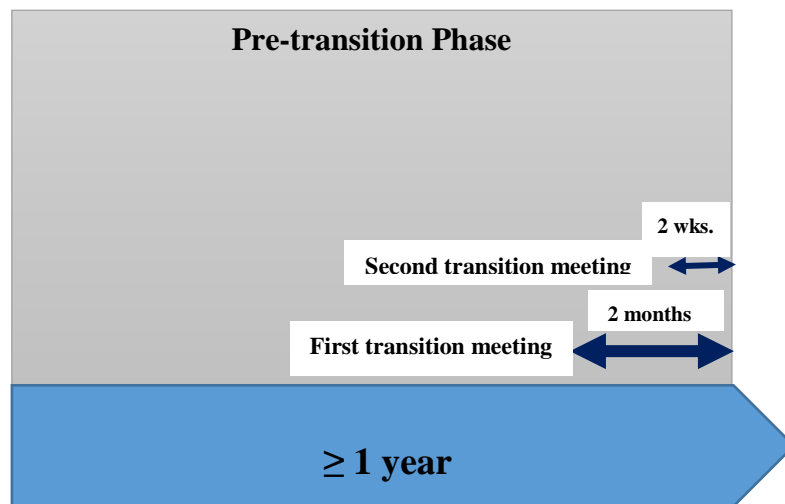 Pre-transition Phase
2 wks.
Second transition meeting
2 months
First transition meeting
≥ 1 year